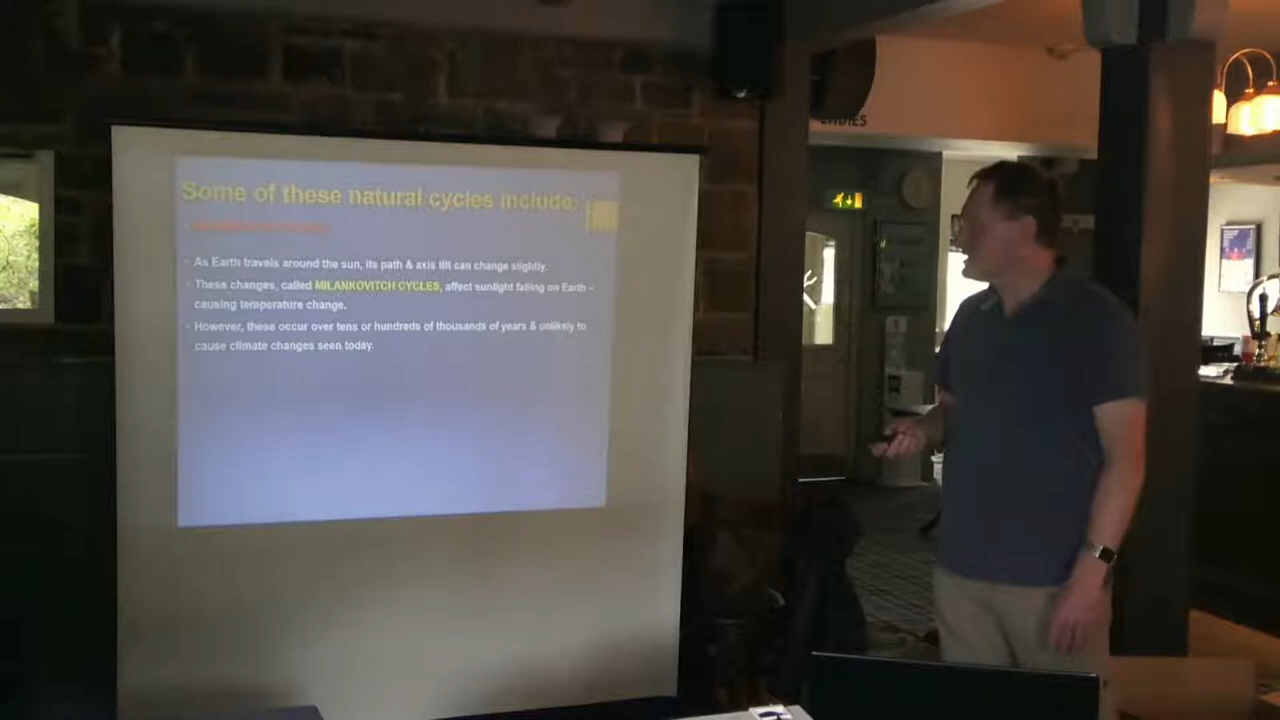 Some of these natural cycles include:
As Earth travels around the sun, its path & axis tilt can change slightly.
These changes, called MILANKOVITCH CYCLES, affect sunlight falling on Earth –
causing temperature change.
However, these occur over tens or hundreds of thousands of years & unlikely to
cause climate changes seen today.